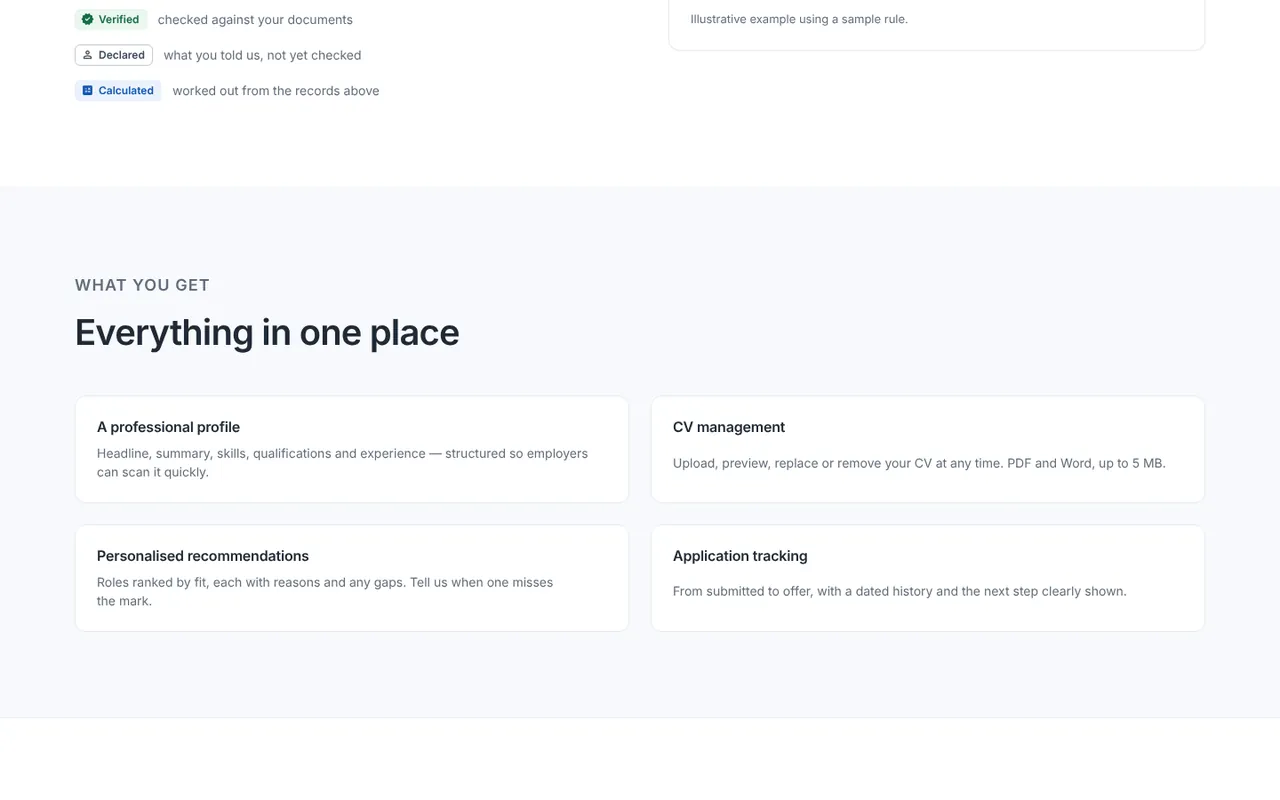 Verified checked against your documents
Declared what you told us, not yet checked
Calculated worked out from the records above
Illustrative example using a sample rule.
WHAT YOU GET
Everything in one place
A professional profile
Headline, summary, skills, qualifications and experience — structured so employers
can scan it quickly.
CV management
Upload, preview, replace or remove your CV at any time. PDF and Word, up to 5 MB.
Personalised recommendations
Roles ranked by fit, each with reasons and any gaps. Tell us when one misses
the mark.
Application tracking
From submitted to offer, with a dated history and the next step clearly shown.